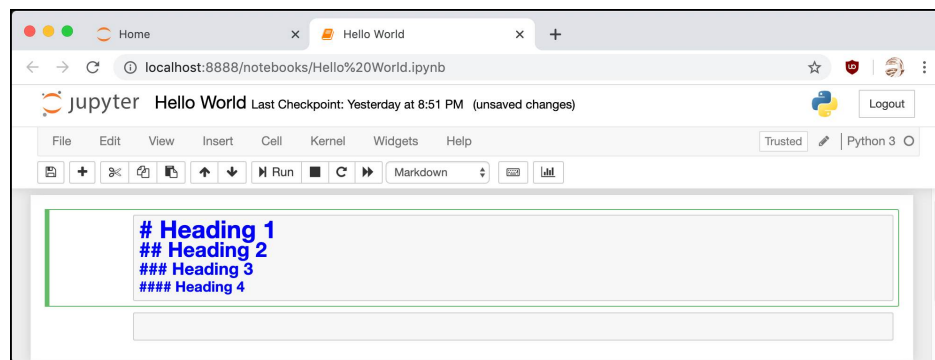 Home
Hello World
localhost:8888/notebooks/Hello%20World.ipynb
jupyter Hello World Last Checkpoint: Yesterday at 8:51 PM (unsaved changes)
Logout
File Edit View Insert Cell Kernel Widgets Help
Trusted
Python 3
Run
Markdown
# Heading 1
## Heading 2
### Heading 3
#### Heading 4